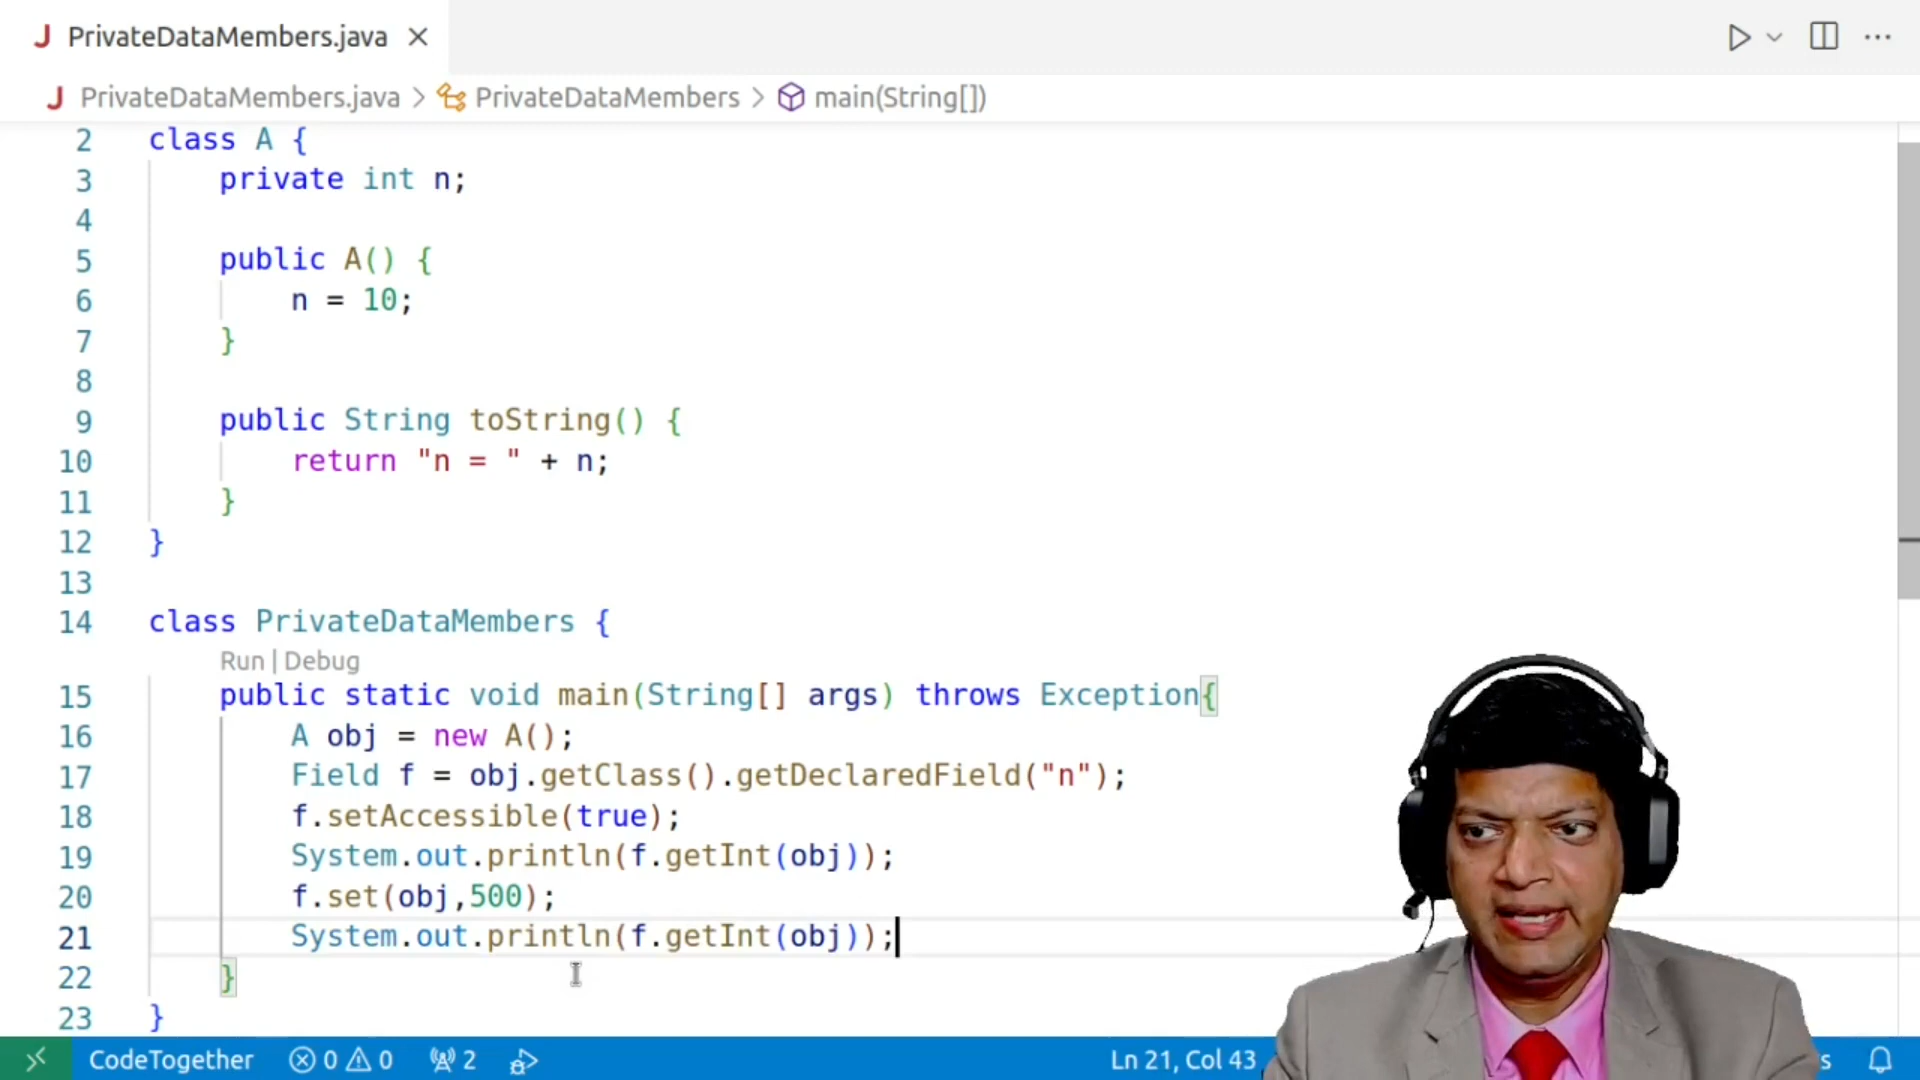 J PrivateDataMembers.java ×
J PrivateDataMembers.java > PrivateDataMembers > main(String[])
2 class A {
3 private int n;
4
5 public A() {
6 n = 10;
7 }
8
9 public String toString() {
10 return "n = " + n;
11 }
12 }
13
14 class PrivateDataMembers {
Run | Debug
15 public static void main(String[] args) throws Exception{
16 A obj = new A();
17 Field f = obj.getClass().getDeclaredField("n");
18 f.setAccessible(true);
19 System.out.println(f.getInt(obj));
20 f.set(obj,500);
21 System.out.println(f.getInt(obj));
22 }
23 }
CodeTogether 0 0 2 Ln 21, Col 43 s